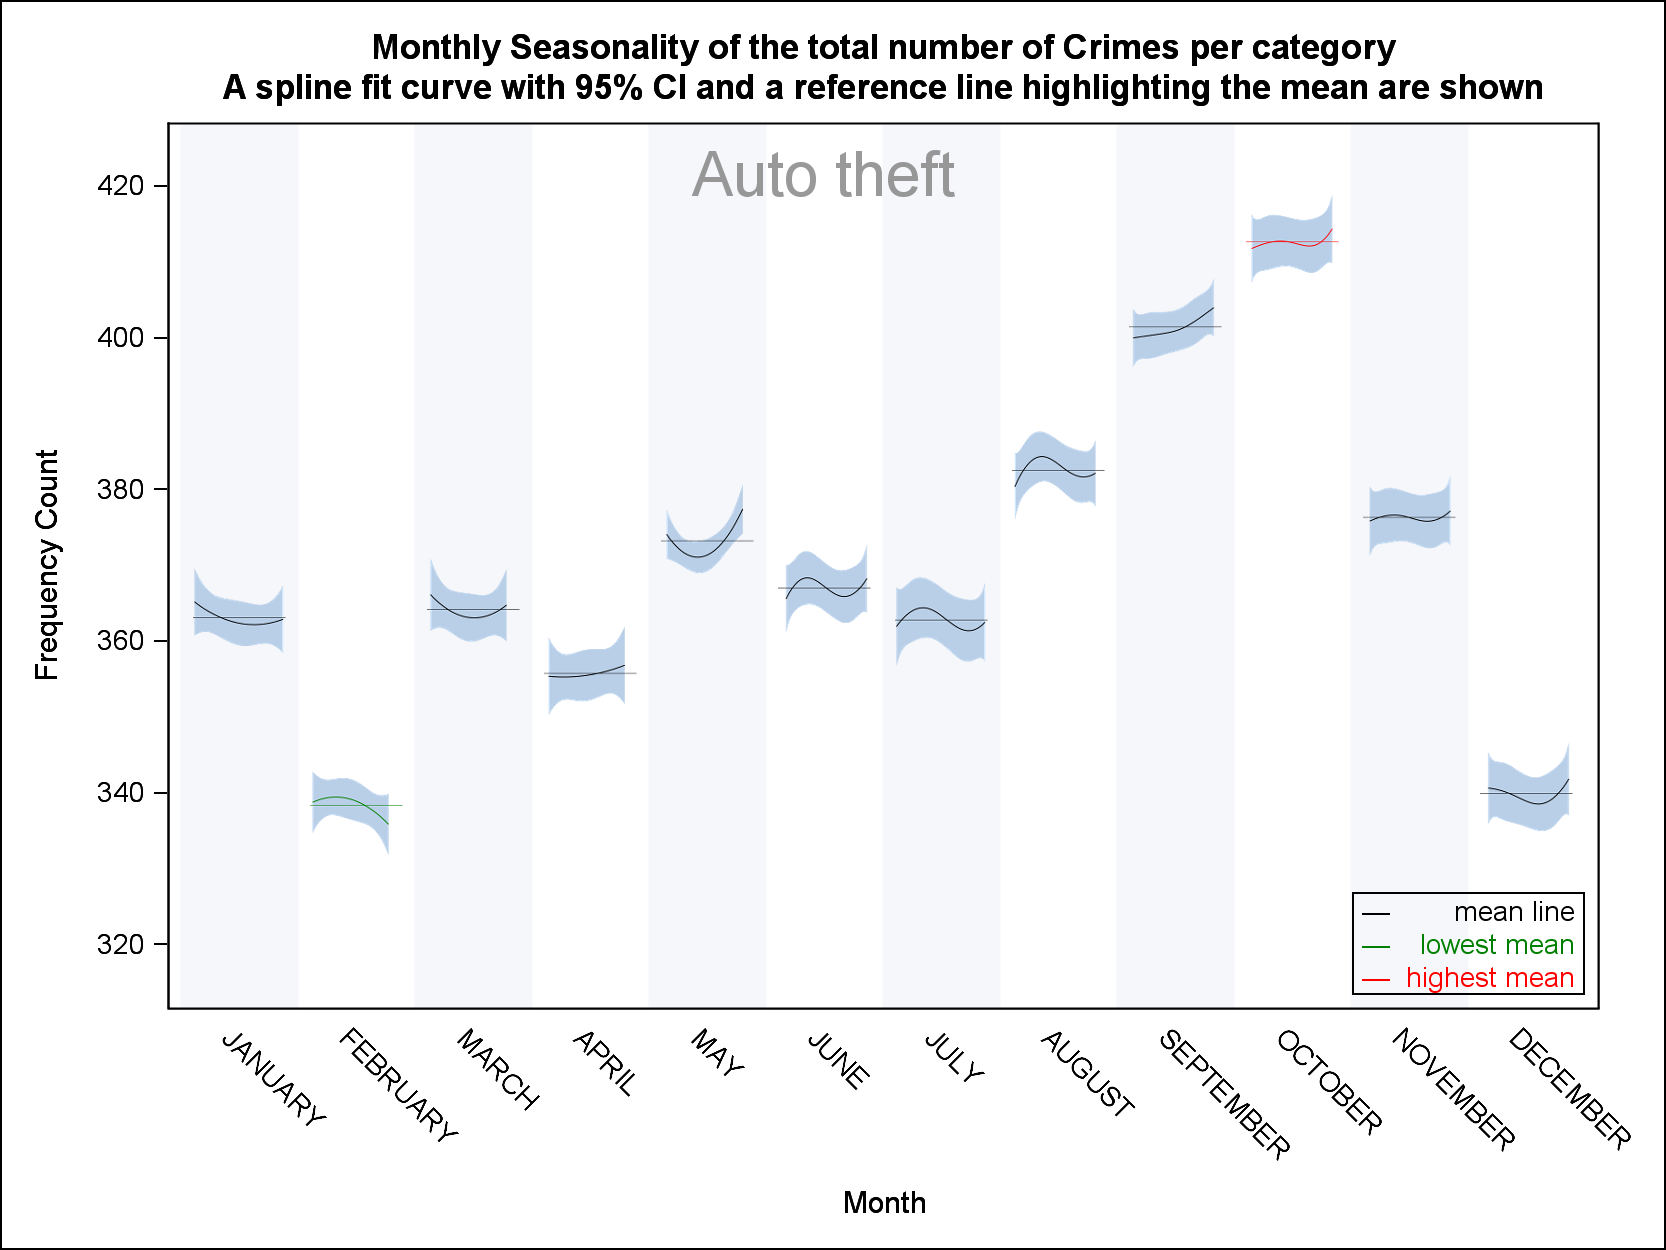 Monthly Seasonality of the total number of Crimes per category
A spline fit curve with 95% CI and a reference line highlighting the mean are shown
Auto theft
Frequency Count
420
400
380
360
340
320
mean line
lowest mean
highest mean
JANUARY
FEBRUARY
MARCH
APRIL
MAY
JUNE
JULY
AUGUST
SEPTEMBER
OCTOBER
NOVEMBER
DECEMBER
Month